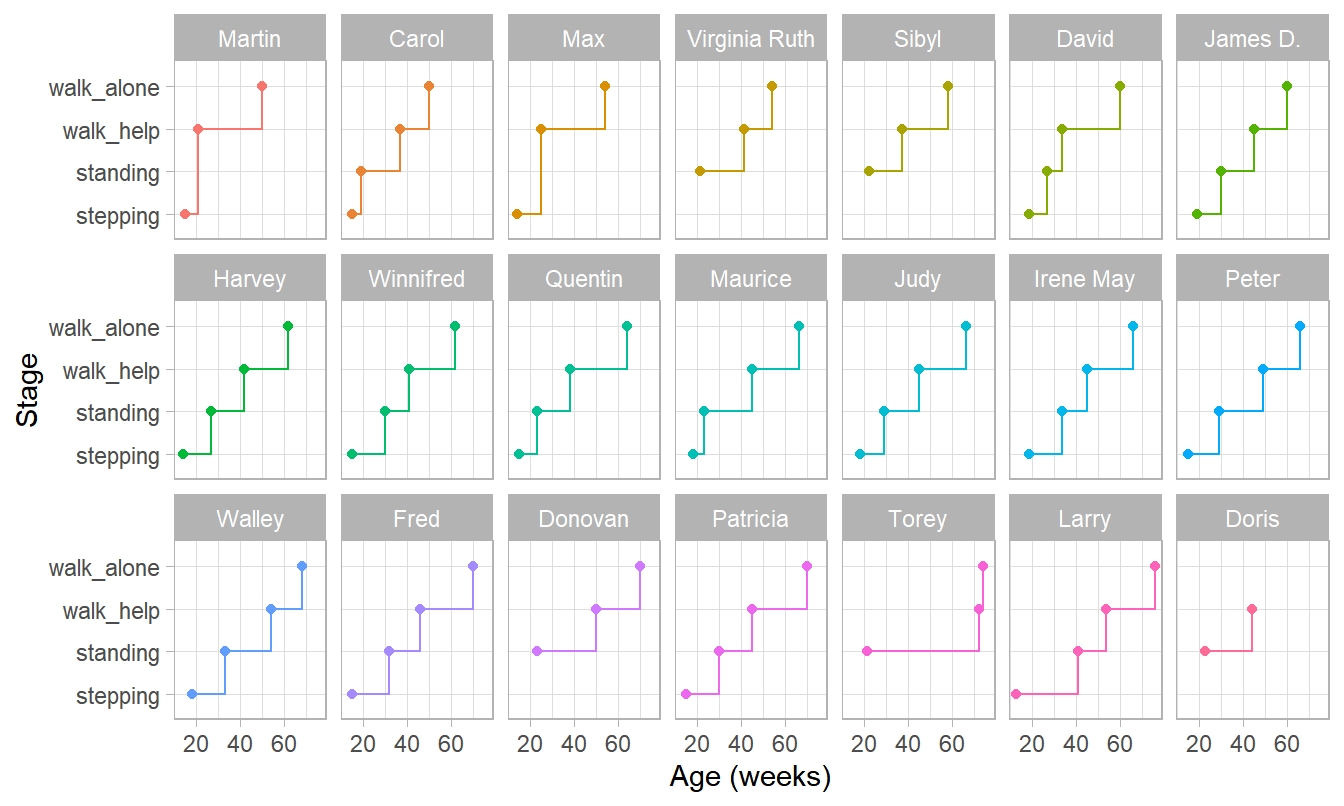 Martin Carol Max Virginia Ruth Sibyl David James D.
walk_alone
walk_help
standing
stepping
Harvey Winnifred Quentin Maurice Judy Irene May Peter
walk_alone
walk_help
standing
stepping
Stage
Walley Fred Donovan Patricia Torey Larry Doris
walk_alone
walk_help
standing
stepping
20 40 60 20 40 60 20 40 60 20 40 60 20 40 60 20 40 60 20 40 60
Age (weeks)